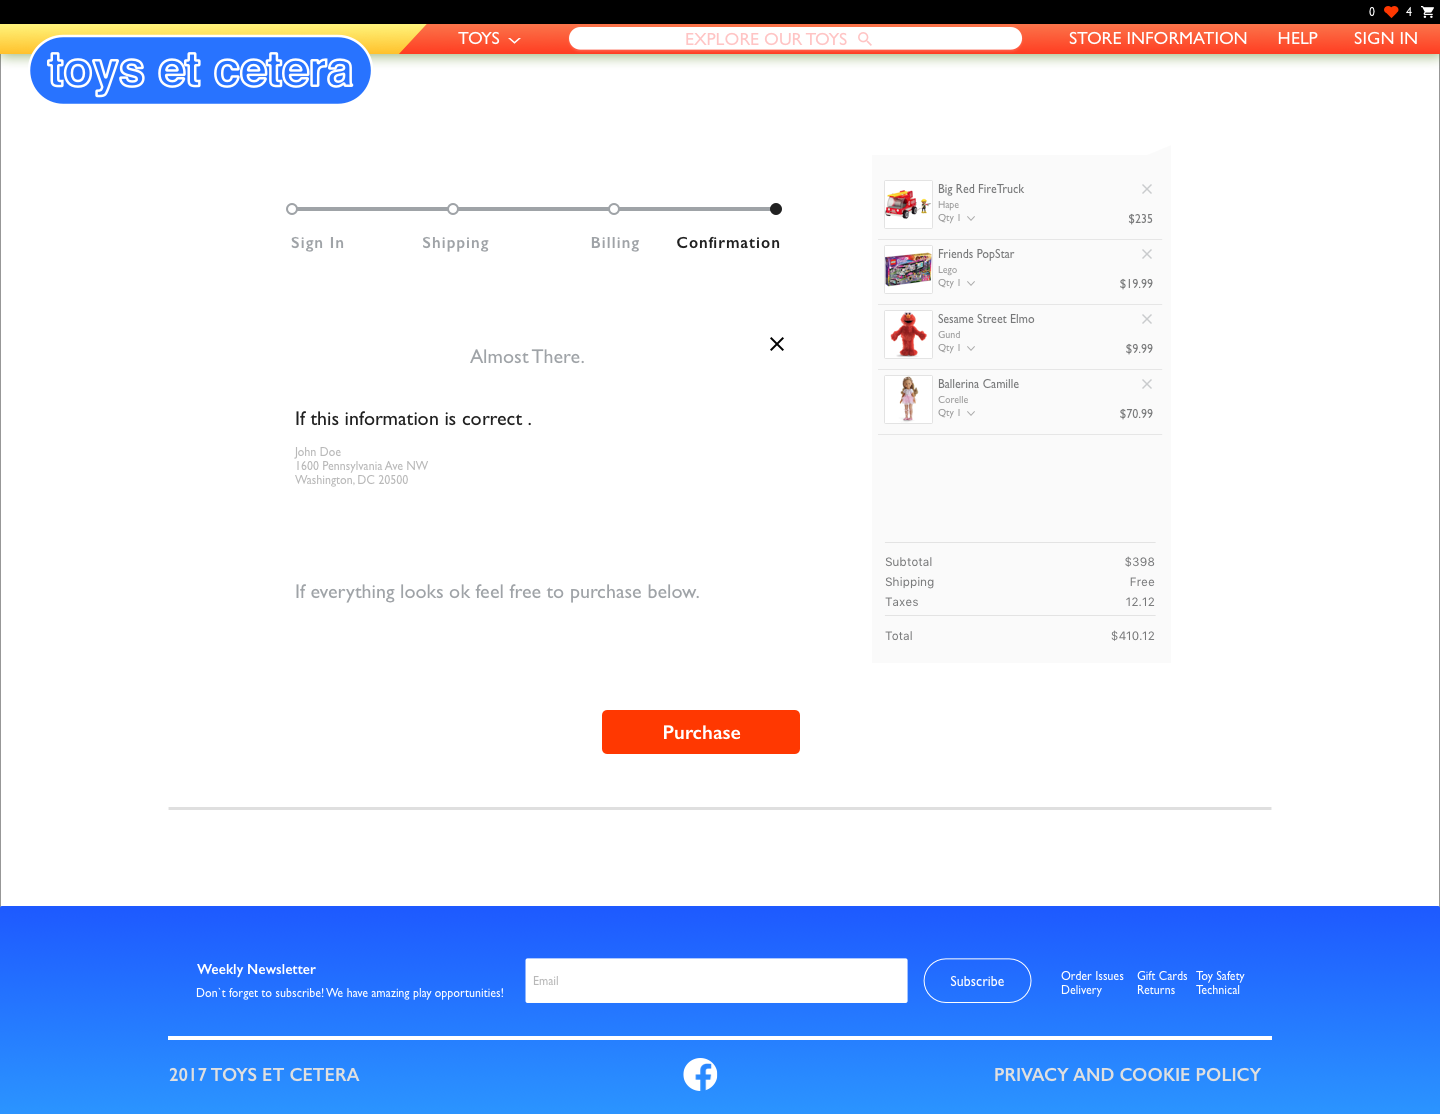 0 4
TOYS EXPLORE OUR TOYS STORE INFORMATION HELP SIGN IN
toys et cetera
Sign In Shipping Billing Confirmation
Almost There.
If this information is correct .
John Doe
1600 Pennsylvania Ave NW
Washington, DC 20500
If everything looks ok feel free to purchase below.
Purchase
Big Red FireTruck
Hape
Qty 1
$235
Friends PopStar
Lego
Qty 1
$19.99
Sesame Street Elmo
Gund
Qty 1
$9.99
Ballerina Camille
Corelle
Qty 1
$70.99
Subtotal $398
Shipping Free
Taxes 12.12
Total $410.12
Weekly Newsletter
Don`t forget to subscribe! We have amazing play opportunities!
Email
Subscribe
Order Issues Gift Cards Toy Safety
Delivery Returns Technical
2017 TOYS ET CETERA
PRIVACY AND COOKIE POLICY